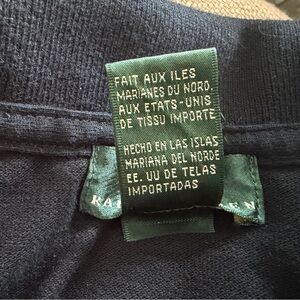 FAIT AUX ILES
MARIANES DU NORD,
AUX ETATS-UNIS
DE TISSU IMPORTE
HECHO EN LAS ISLAS
MARIANA DEL NORDE
EE. UU DE TELAS
IMPORTADAS